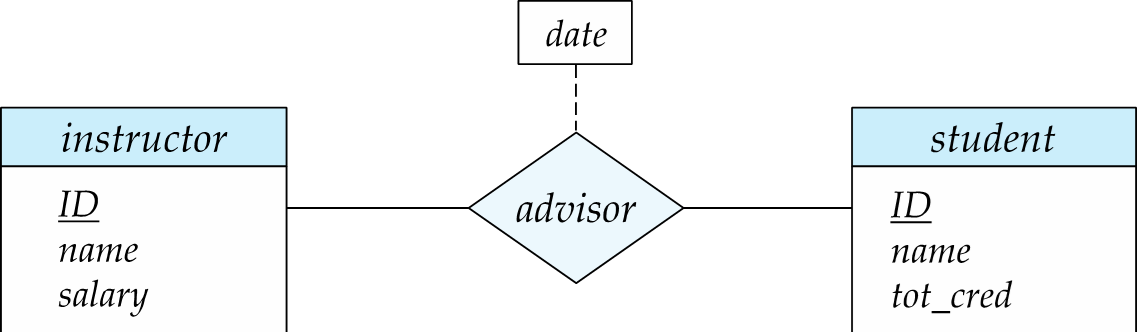 date
instructor
ID
name
salary
advisor
student
ID
name
tot_cred